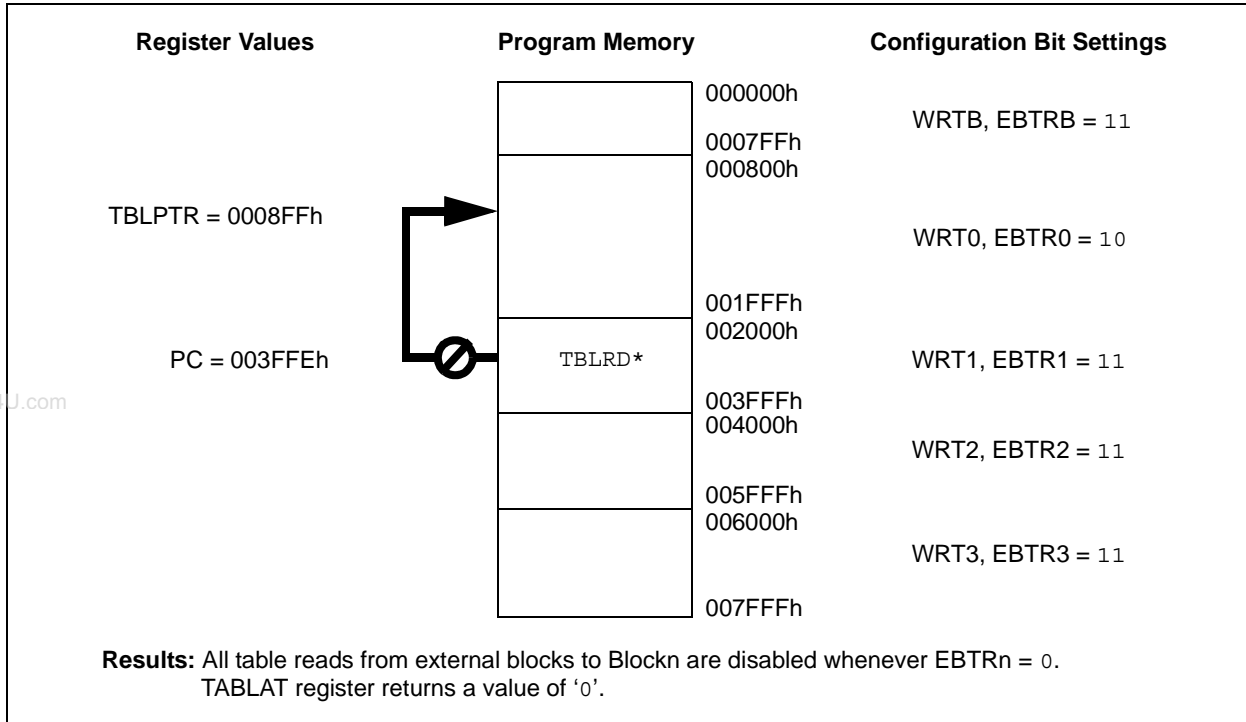 Register Values Program Memory Configuration Bit Settings
000000h
WRTB, EBTRB = 11
0007FFh
000800h
TBLPTR = 0008FFh
WRT0, EBTR0 = 10
001FFFh
002000h
PC = 003FFEh TBLRD* WRT1, EBTR1 = 11
003FFFh
4U.com
004000h
WRT2, EBTR2 = 11
005FFFh
006000h
WRT3, EBTR3 = 11
007FFFh
Results: All table reads from external blocks to Blockn are disabled whenever EBTRn = 0.
TABLAT register returns a value of ‘0’.